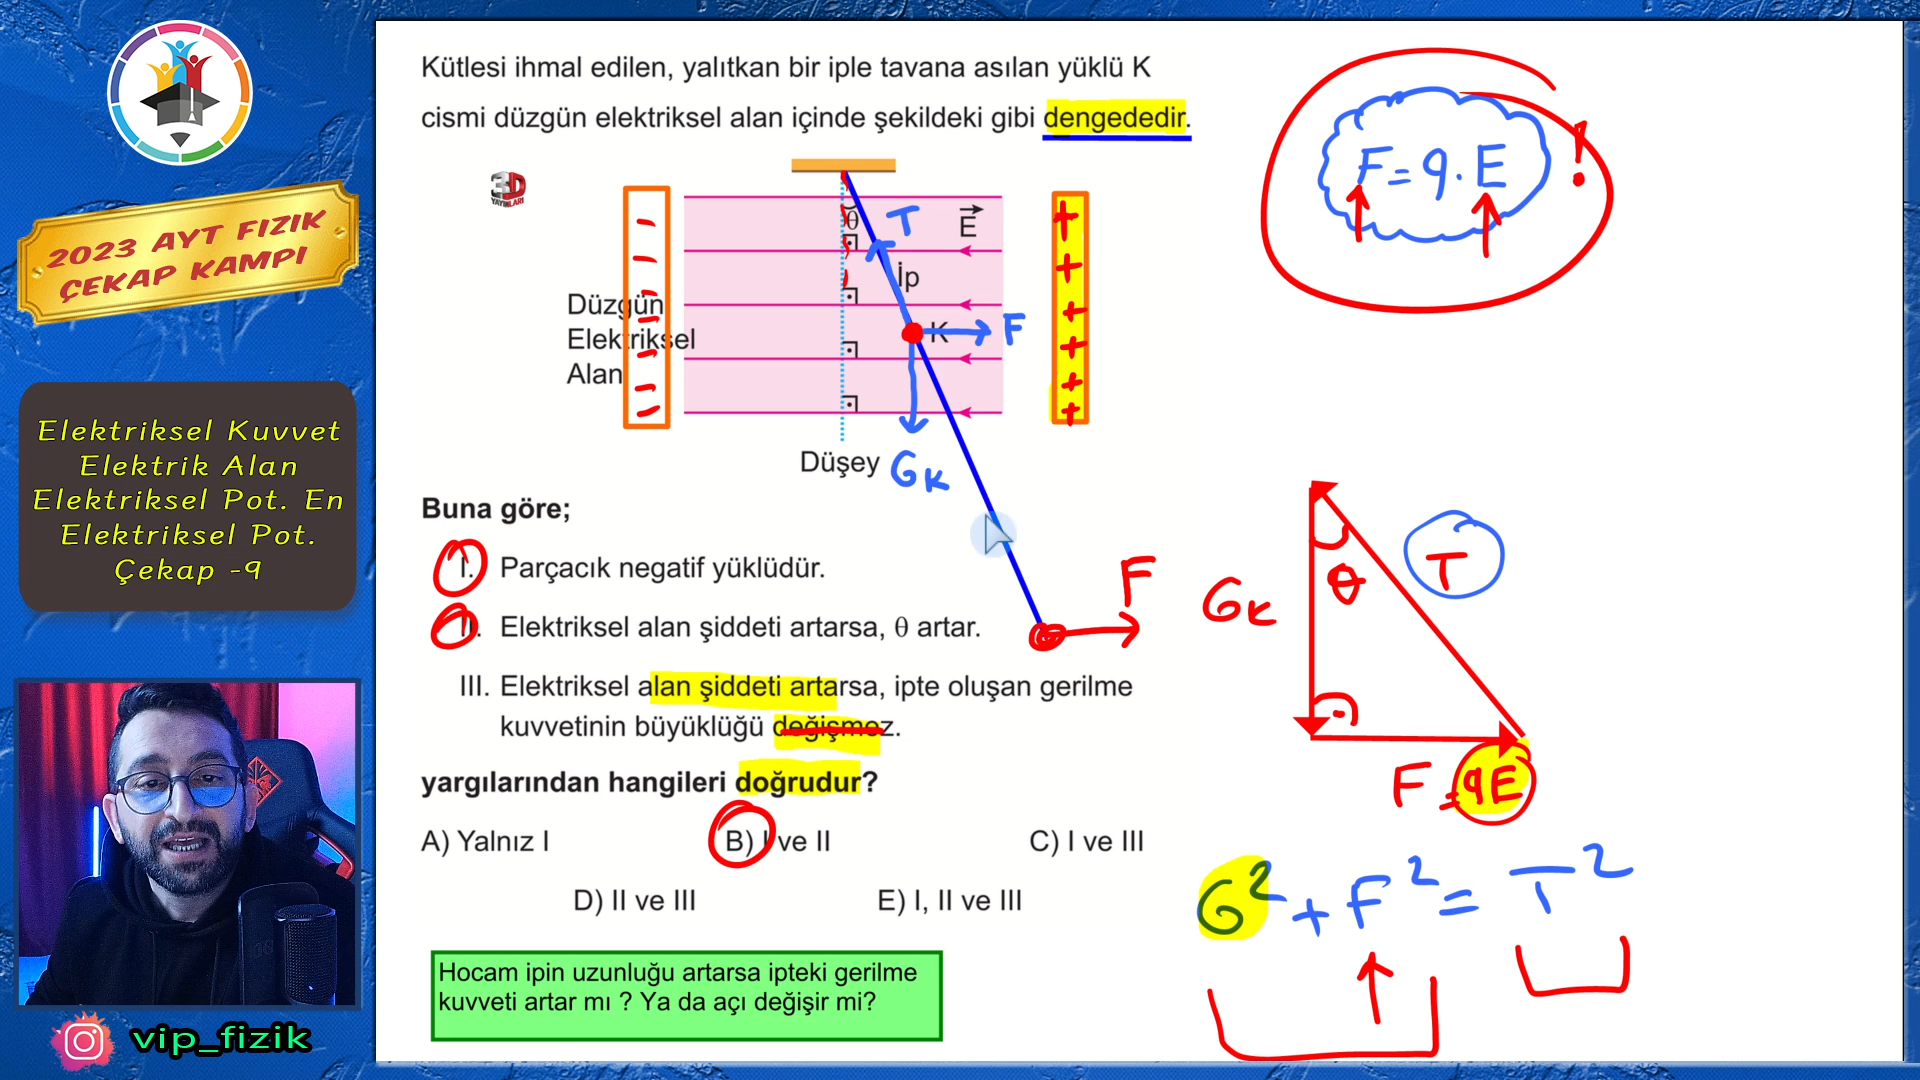 2023 AYT FIZIK
ÇEKAP KAMPI
Elektriksel Kuvvet
Elektrik Alan
Elektriksel Pot. En
Elektriksel Pot.
Çekap -9
vip_fizik
Kütlesi ihmal edilen, yalıtkan bir iple tavana asılan yüklü K
cismi düzgün elektriksel alan içinde şekildeki gibi dengededir.
3D
YAYINLARI
F = q . E !
θ
T
E
İp
K
F
Düzgün
Elektriksel
Alan
Düşey
GK
Buna göre;
I. Parçacık negatif yüklüdür.
II. Elektriksel alan şiddeti artarsa, θ artar.
III. Elektriksel alan şiddeti artarsa, ipte oluşan gerilme
kuvvetinin büyüklüğü değişmez.
yargılarından hangileri doğrudur?
A) Yalnız I
B) I ve II
C) I ve III
D) II ve III
E) I, II ve III
Hocam ipin uzunluğu artarsa ipteki gerilme
kuvveti artar mı ? Ya da açı değişir mi?
F
GK
θ
T
F = qE
G² + F² = T²